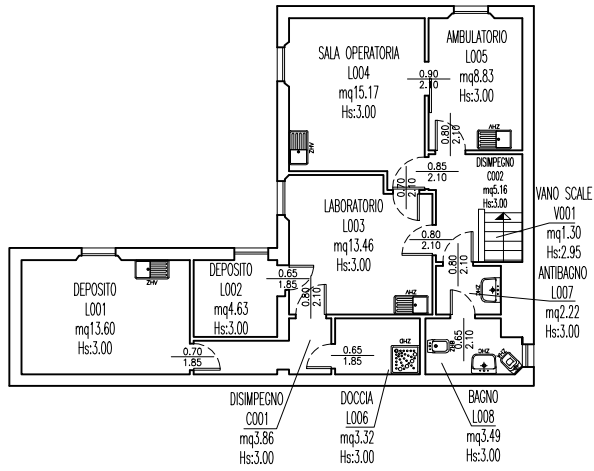 SALA OPERATORIA
L004
mq15.17
Hs:3.00
AMBULATORIO
L005
mq8.83
Hs:3.00
0.90
2.10
0.80
2.10
ZHV
ZHV
0.85
2.10
0.70
2.10
DISIMPEGNO
C002
mq5.16
Hs:3.00
VANO SCALE
V001
mq1.30
Hs:2.95
LABORATORIO
L003
mq13.46
Hs:3.00
0.80
2.10
0.80
2.10
ANTIBAGNO
L007
mq2.22
Hs:3.00
DEPOSITO
L001
mq13.60
Hs:3.00
ZHV
DEPOSITO
L002
mq4.63
Hs:3.00
0.65
1.85
0.80
2.10
ZHV
ZHV
0.70
1.85
0.65
1.85
0.65
2.10
DISIMPEGNO
C001
mq3.86
Hs:3.00
DOCCIA
L006
mq3.32
Hs:3.00
BAGNO
L008
mq3.49
Hs:3.00